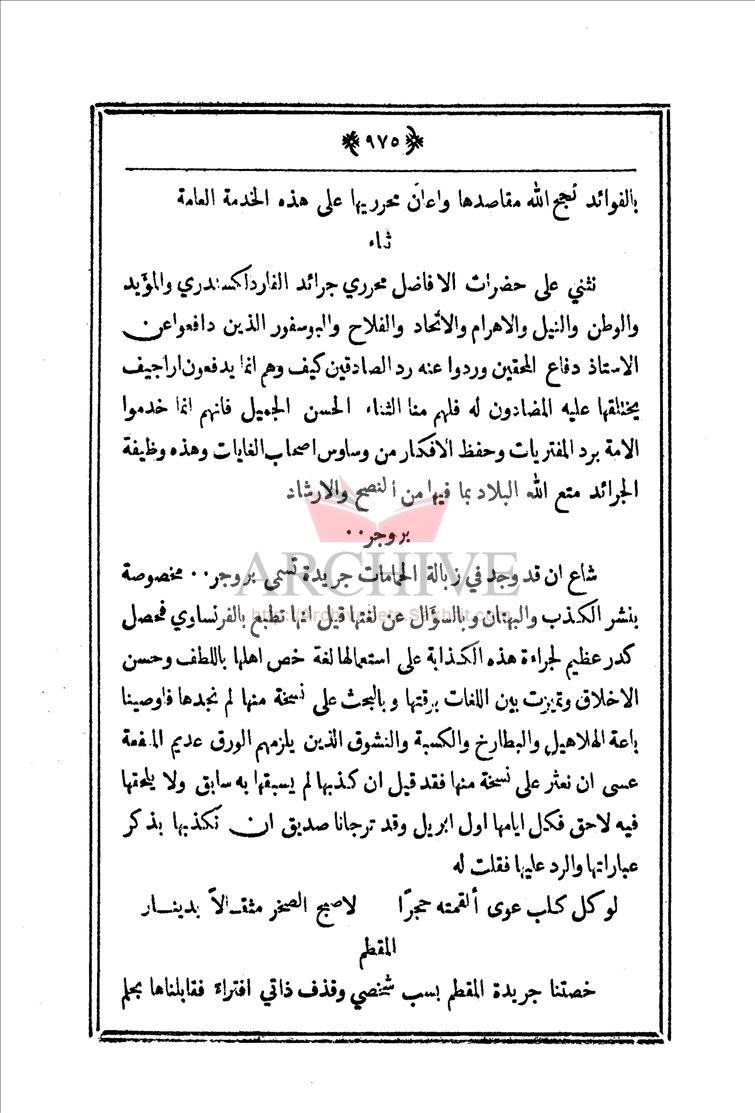 ٩٧٥
بالفوائد نجح الله مقاصدها واعان محرريها على هذه الخدمة العامة
ثناء
نثني على حضرات الافاضل محرري جرائد الفاردالكسندري والمؤيد
والوطن والنيل والاهرام والاتحاد والفلاح والبوسفور الذين دافعوا عن
الاستاذ دفاع المحقين وردوا عنه رد الصادقين كيف وهم انما يدفعون اراجيف
يختلقها عليه المضادون له فلهم منا الثناء الحسن الجميل فانهم انما خدموا
الامة برد المفتريات وحفظ الافكار من وساوس اصحاب الغايات وهذه وظيفة
الجرائد متع الله البلاد بما فيها من النصح والارشاد
بروجر٠٠
ARCHIVE
شاع ان قد وجد في زبالة الحمامات جريدة تسمى بروجر٠٠ مخصوصة
بنشر الكذب والبهتان وبالسؤال عن لغتها قيل انها تطبع بالفرنساوي فحصل
كدر عظيم لجراءة هذه الكذابة على استعمالها لغة خص اهلها باللطف وحسن
الاخلاق وتميزت بين اللغات برقتها وبالبحث على نسخة منها لم نجدها فاوصينا
باعة الهلاهيل والبطارخ والكسبة والنشوق الذين يلزمهم الورق عديم المنفعة
عسى ان نعثر على نسخة منها فقد قيل ان كذبها لم يسبقها به سابق ولا يلحقها
فيه لاحق فكل ايامها اول ابريل وقد ترجانا صديق ان نكذبها بذكر
عباراتها والرد عليها فقلت له
لو كل كلب عوى ألقمته حجرًا لاصبح الصخر مثقالاً بدينار
المقطم
خصتنا جريدة المقطم بسب شخصي وقذف ذاتي افتراء فقابلناها بحلم